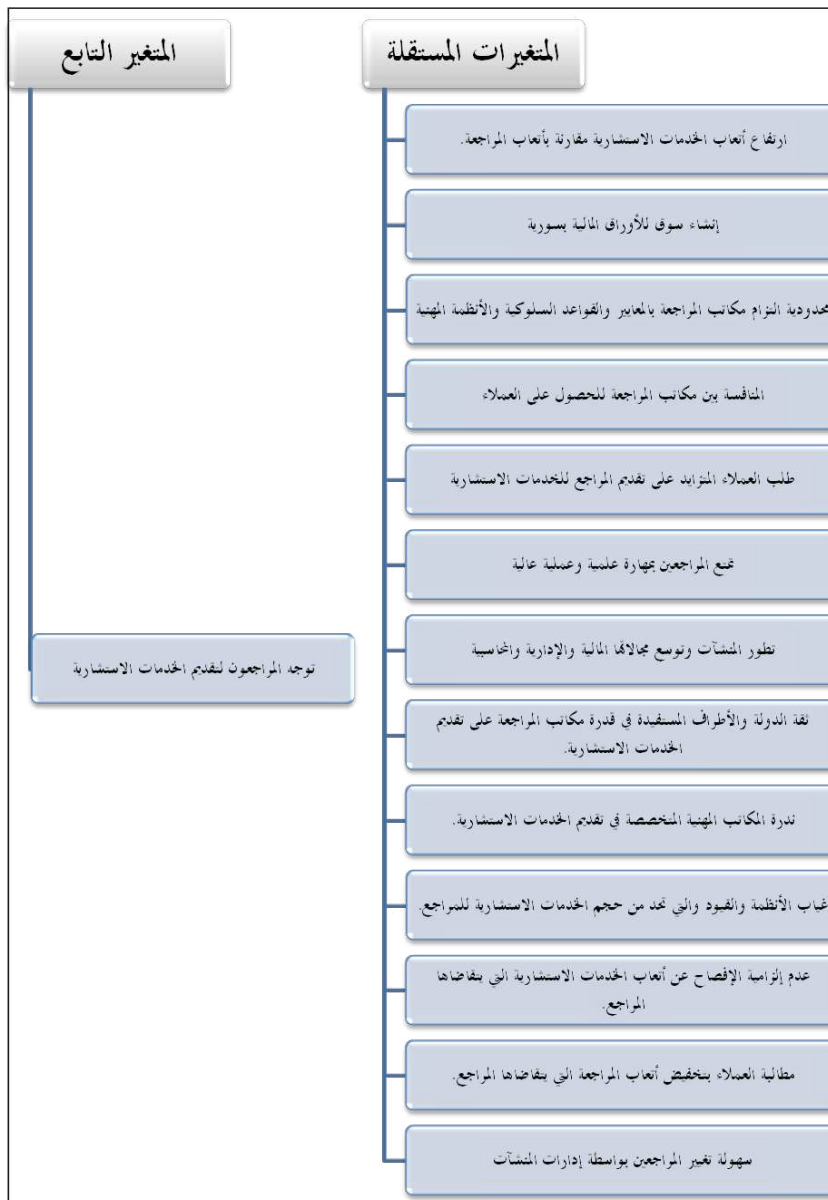 المتغيرات المستقلة
ارتفاع أتعاب الخدمات الاستشارية مقارنة بأتعاب المراجعة.
إنشاء سوق للأوراق المالية بسورية
محدودية التزام مكاتب المراجعة بالمعايير والقواعد السلوكية والأنظمة المهنية
المنافسة بين مكاتب المراجعة للحصول على العملاء
طلب العملاء المتزايد على تقديم المراجع للخدمات الاستشارية
تمتع المراجعين بمهارة علمية وعملية عالية
تطور المنشآت وتوسع مجالاتها المالية والإدارية والمحاسبية
ثقة الدولة والأطراف المستفيدة في قدرة مكاتب المراجعة على تقديم
الخدمات الاستشارية.
ندرة المكاتب المهنية المتخصصة في تقديم الخدمات الاستشارية.
غياب الأنظمة والقيود والتي تحد من حجم الخدمات الاستشارية للمراجع.
عدم إلزامية الإفصاح عن أتعاب الخدمات الاستشارية التي يتقاضاها
المراجع.
مطالبة العملاء بتخفيض أتعاب المراجعة التي يتقاضاها المراجع.
سهولة تغيير المراجعين بواسطة إدارات المنشآت
المتغير التابع
توجه المراجعون لتقديم الخدمات الاستشارية